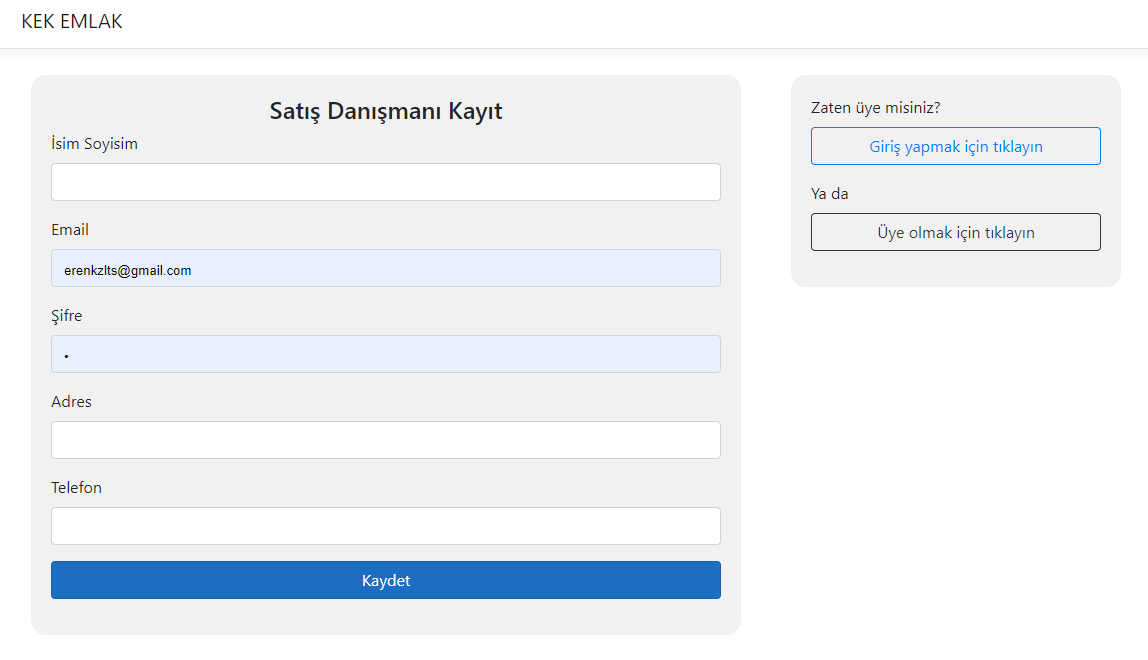 KEK EMLAK
Satış Danışmanı Kayıt
İsim Soyisim
Email
erenkzlts@gmail.com
Şifre
•
Adres
Telefon
Kaydet
Zaten üye misiniz?
Giriş yapmak için tıklayın
Ya da
Üye olmak için tıklayın